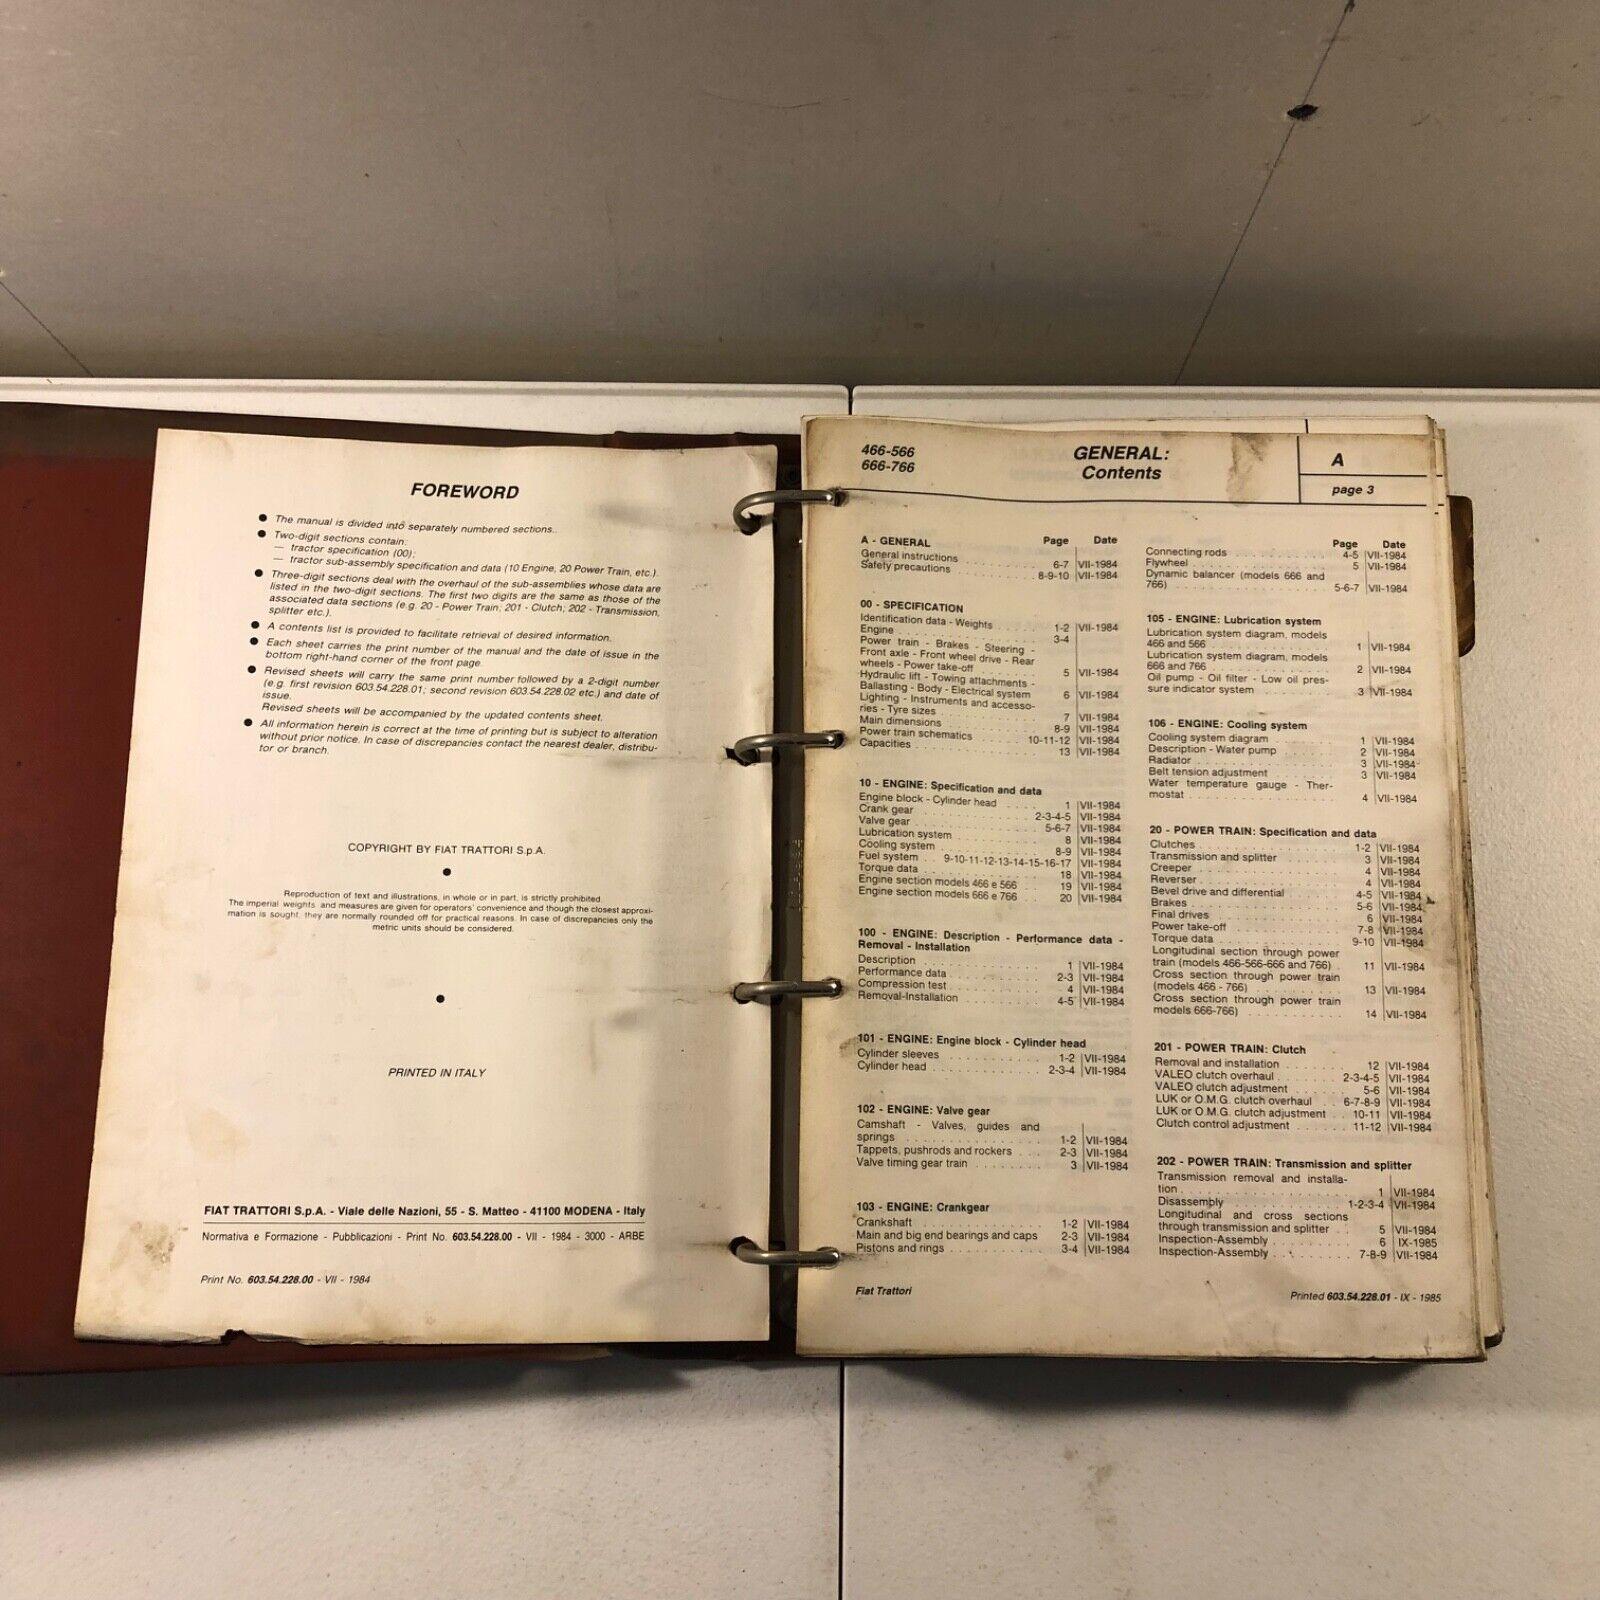 FOREWORD
● The manual is divided into separately numbered sections..
● Two-digit sections contain:
— tractor specification (00);
— tractor sub-assembly specification and data (10 Engine, 20 Power Train, etc.).
● Three-digit sections deal with the overhaul of the sub-assemblies whose data are
listed in the two-digit sections. The first two digits are the same as those of the
associated data sections (e.g. 20 - Power Train; 201 - Clutch; 202 - Transmission,
splitter etc.).
● A contents list is provided to facilitate retrieval of desired information.
● Each sheet carries the print number of the manual and the date of issue in the
bottom right-hand corner of the front page.
● Revised sheets will carry the same print number followed by a 2-digit number
(e.g. first revision 603.54.228.01; second revision 603.54.228.02 etc.) and date of
issue.
Revised sheets will be accompanied by the updated contents sheet.
● All information herein is correct at the time of printing but is subject to alteration
without prior notice. In case of discrepancies contact the nearest dealer, distribu-
tor or branch.
COPYRIGHT BY FIAT TRATTORI S.p.A.
●
Reproduction of text and illustrations, in whole or in part, is strictly prohibited.
The imperial weights and measures are given for operators' convenience and though the closest approxi-
mation is sought, they are normally rounded off for practical reasons. In case of discrepancies only the
metric units should be considered.
●
PRINTED IN ITALY
FIAT TRATTORI S.p.A. - Viale delle Nazioni, 55 - S. Matteo - 41100 MODENA - Italy
Normativa e Formazione - Pubblicazioni - Print No. 603.54.228.00 - VII - 1984 - 3000 - ARBE
Print No. 603.54.228.00 - VII - 1984
466-566
666-766
GENERAL:
Contents
A
page 3
A - GENERAL Page Date
General instructions 6-7 VII-1984
Safety precautions 8-9-10 VII-1984
00 - SPECIFICATION
Identification data - Weights 1-2 VII-1984
Engine 3-4
Power train - Brakes - Steering -
Front axle - Front wheel drive - Rear
wheels - Power take-off 5 VII-1984
Hydraulic lift - Towing attachments -
Ballasting - Body - Electrical system 6 VII-1984
Lighting - Instruments and accesso-
ries - Tyre sizes 7 VII-1984
Main dimensions 8-9 VII-1984
Power train schematics 10-11-12 VII-1984
Capacities 13 VII-1984
10 - ENGINE: Specification and data
Engine block - Cylinder head 1 VII-1984
Crank gear 2-3-4-5 VII-1984
Valve gear 5-6-7 VII-1984
Lubrication system 8 VII-1984
Cooling system 8-9 VII-1984
Fuel system 9-10-11-12-13-14-15-16-17 VII-1984
Torque data 18 VII-1984
Engine section models 466 e 566 19 VII-1984
Engine section models 666 e 766 20 VII-1984
100 - ENGINE: Description - Performance data -
Removal - Installation
Description 1 VII-1984
Performance data 2-3 VII-1984
Compression test 4 VII-1984
Removal-Installation 4-5 VII-1984
101 - ENGINE: Engine block - Cylinder head
Cylinder sleeves 1-2 VII-1984
Cylinder head 2-3-4 VII-1984
102 - ENGINE: Valve gear
Camshaft - Valves, guides and
springs 1-2 VII-1984
Tappets, pushrods and rockers 2-3 VII-1984
Valve timing gear train 3 VII-1984
103 - ENGINE: Crankgear
Crankshaft 1-2 VII-1984
Main and big end bearings and caps 2-3 VII-1984
Pistons and rings 3-4 VII-1984
Page Date
Connecting rods 4-5 VII-1984
Flywheel 5 VII-1984
Dynamic balancer (models 666 and
766) 5-6-7 VII-1984
105 - ENGINE: Lubrication system
Lubrication system diagram, models
466 and 566 1 VII-1984
Lubrication system diagram, models
666 and 766 2 VII-1984
Oil pump - Oil filter - Low oil pres-
sure indicator system 3 VII-1984
106 - ENGINE: Cooling system
Cooling system diagram 1 VII-1984
Description - Water pump 2 VII-1984
Radiator 3 VII-1984
Belt tension adjustment 3 VII-1984
Water temperature gauge - Ther-
mostat 4 VII-1984
20 - POWER TRAIN: Specification and data
Clutches 1-2 VII-1984
Transmission and splitter 3 VII-1984
Creeper 4 VII-1984
Reverser 4 VII-1984
Bevel drive and differential 4-5 VII-1984
Brakes 5-6 VII-1984
Final drives 6 VII-1984
Power take-off 7-8 VII-1984
Torque data 9-10 VII-1984
Longitudinal section through power
train (models 466-566-666 and 766) 11 VII-1984
Cross section through power train
(models 466 - 766) 13 VII-1984
Cross section through power train
models 666-766) 14 VII-1984
201 - POWER TRAIN: Clutch
Removal and installation 12 VII-1984
VALEO clutch overhaul 2-3-4-5 VII-1984
VALEO clutch adjustment 5-6 VII-1984
LUK or O.M.G. clutch overhaul 6-7-8-9 VII-1984
LUK or O.M.G. clutch adjustment 10-11 VII-1984
Clutch control adjustment 11-12 VII-1984
202 - POWER TRAIN: Transmission and splitter
Transmission removal and installa-
tion 1 VII-1984
Disassembly 1-2-3-4 VII-1984
Longitudinal and cross sections
through transmission and splitter 5 VII-1984
Inspection-Assembly 6 IX-1985
Inspection-Assembly 7-8-9 VII-1984
Fiat Trattori
Printed 603.54.228.01 - IX - 1985